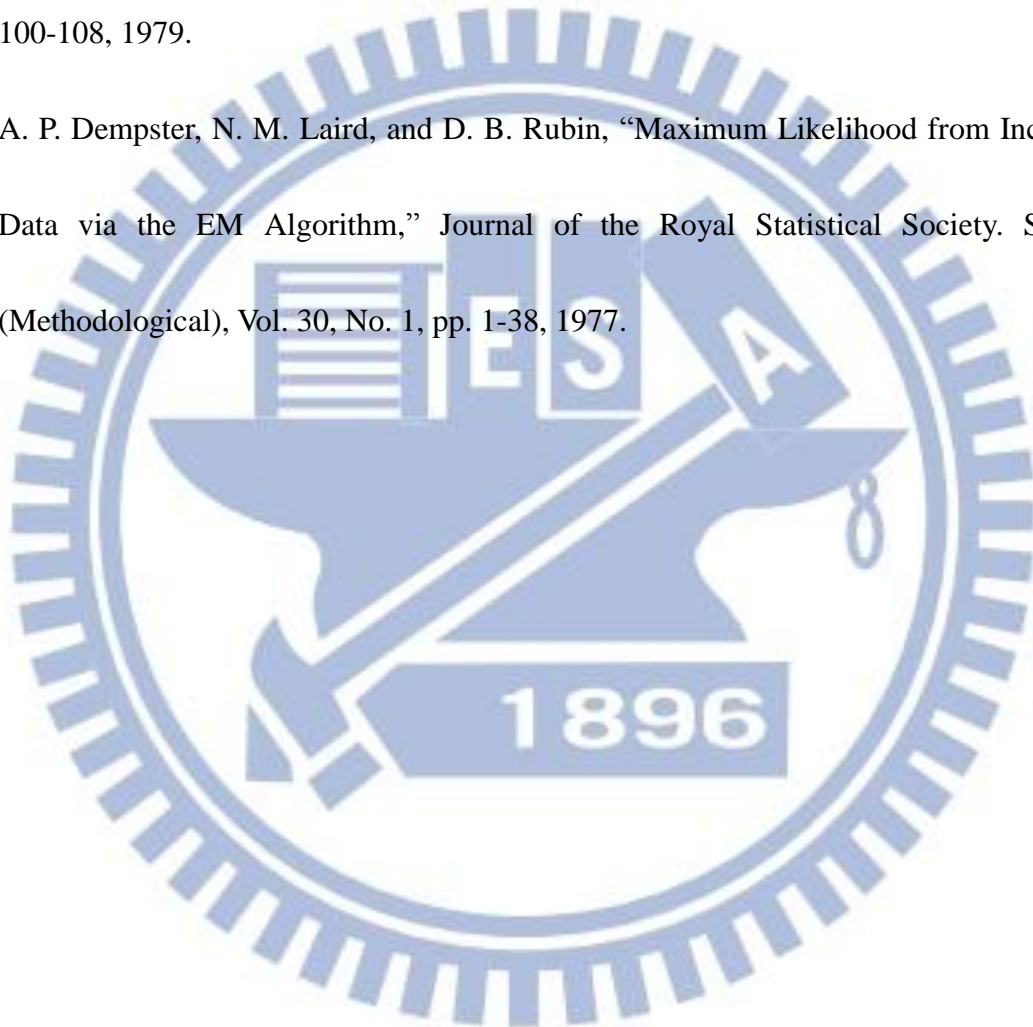 100-108, 1979.
A. P. Dempster, N. M. Laird, and D. B. Rubin, “Maximum Likelihood from Inc
Data via the EM Algorithm,” Journal of the Royal Statistical Society. S
(Methodological), Vol. 30, No. 1, pp. 1-38, 1977.
E S A
1896